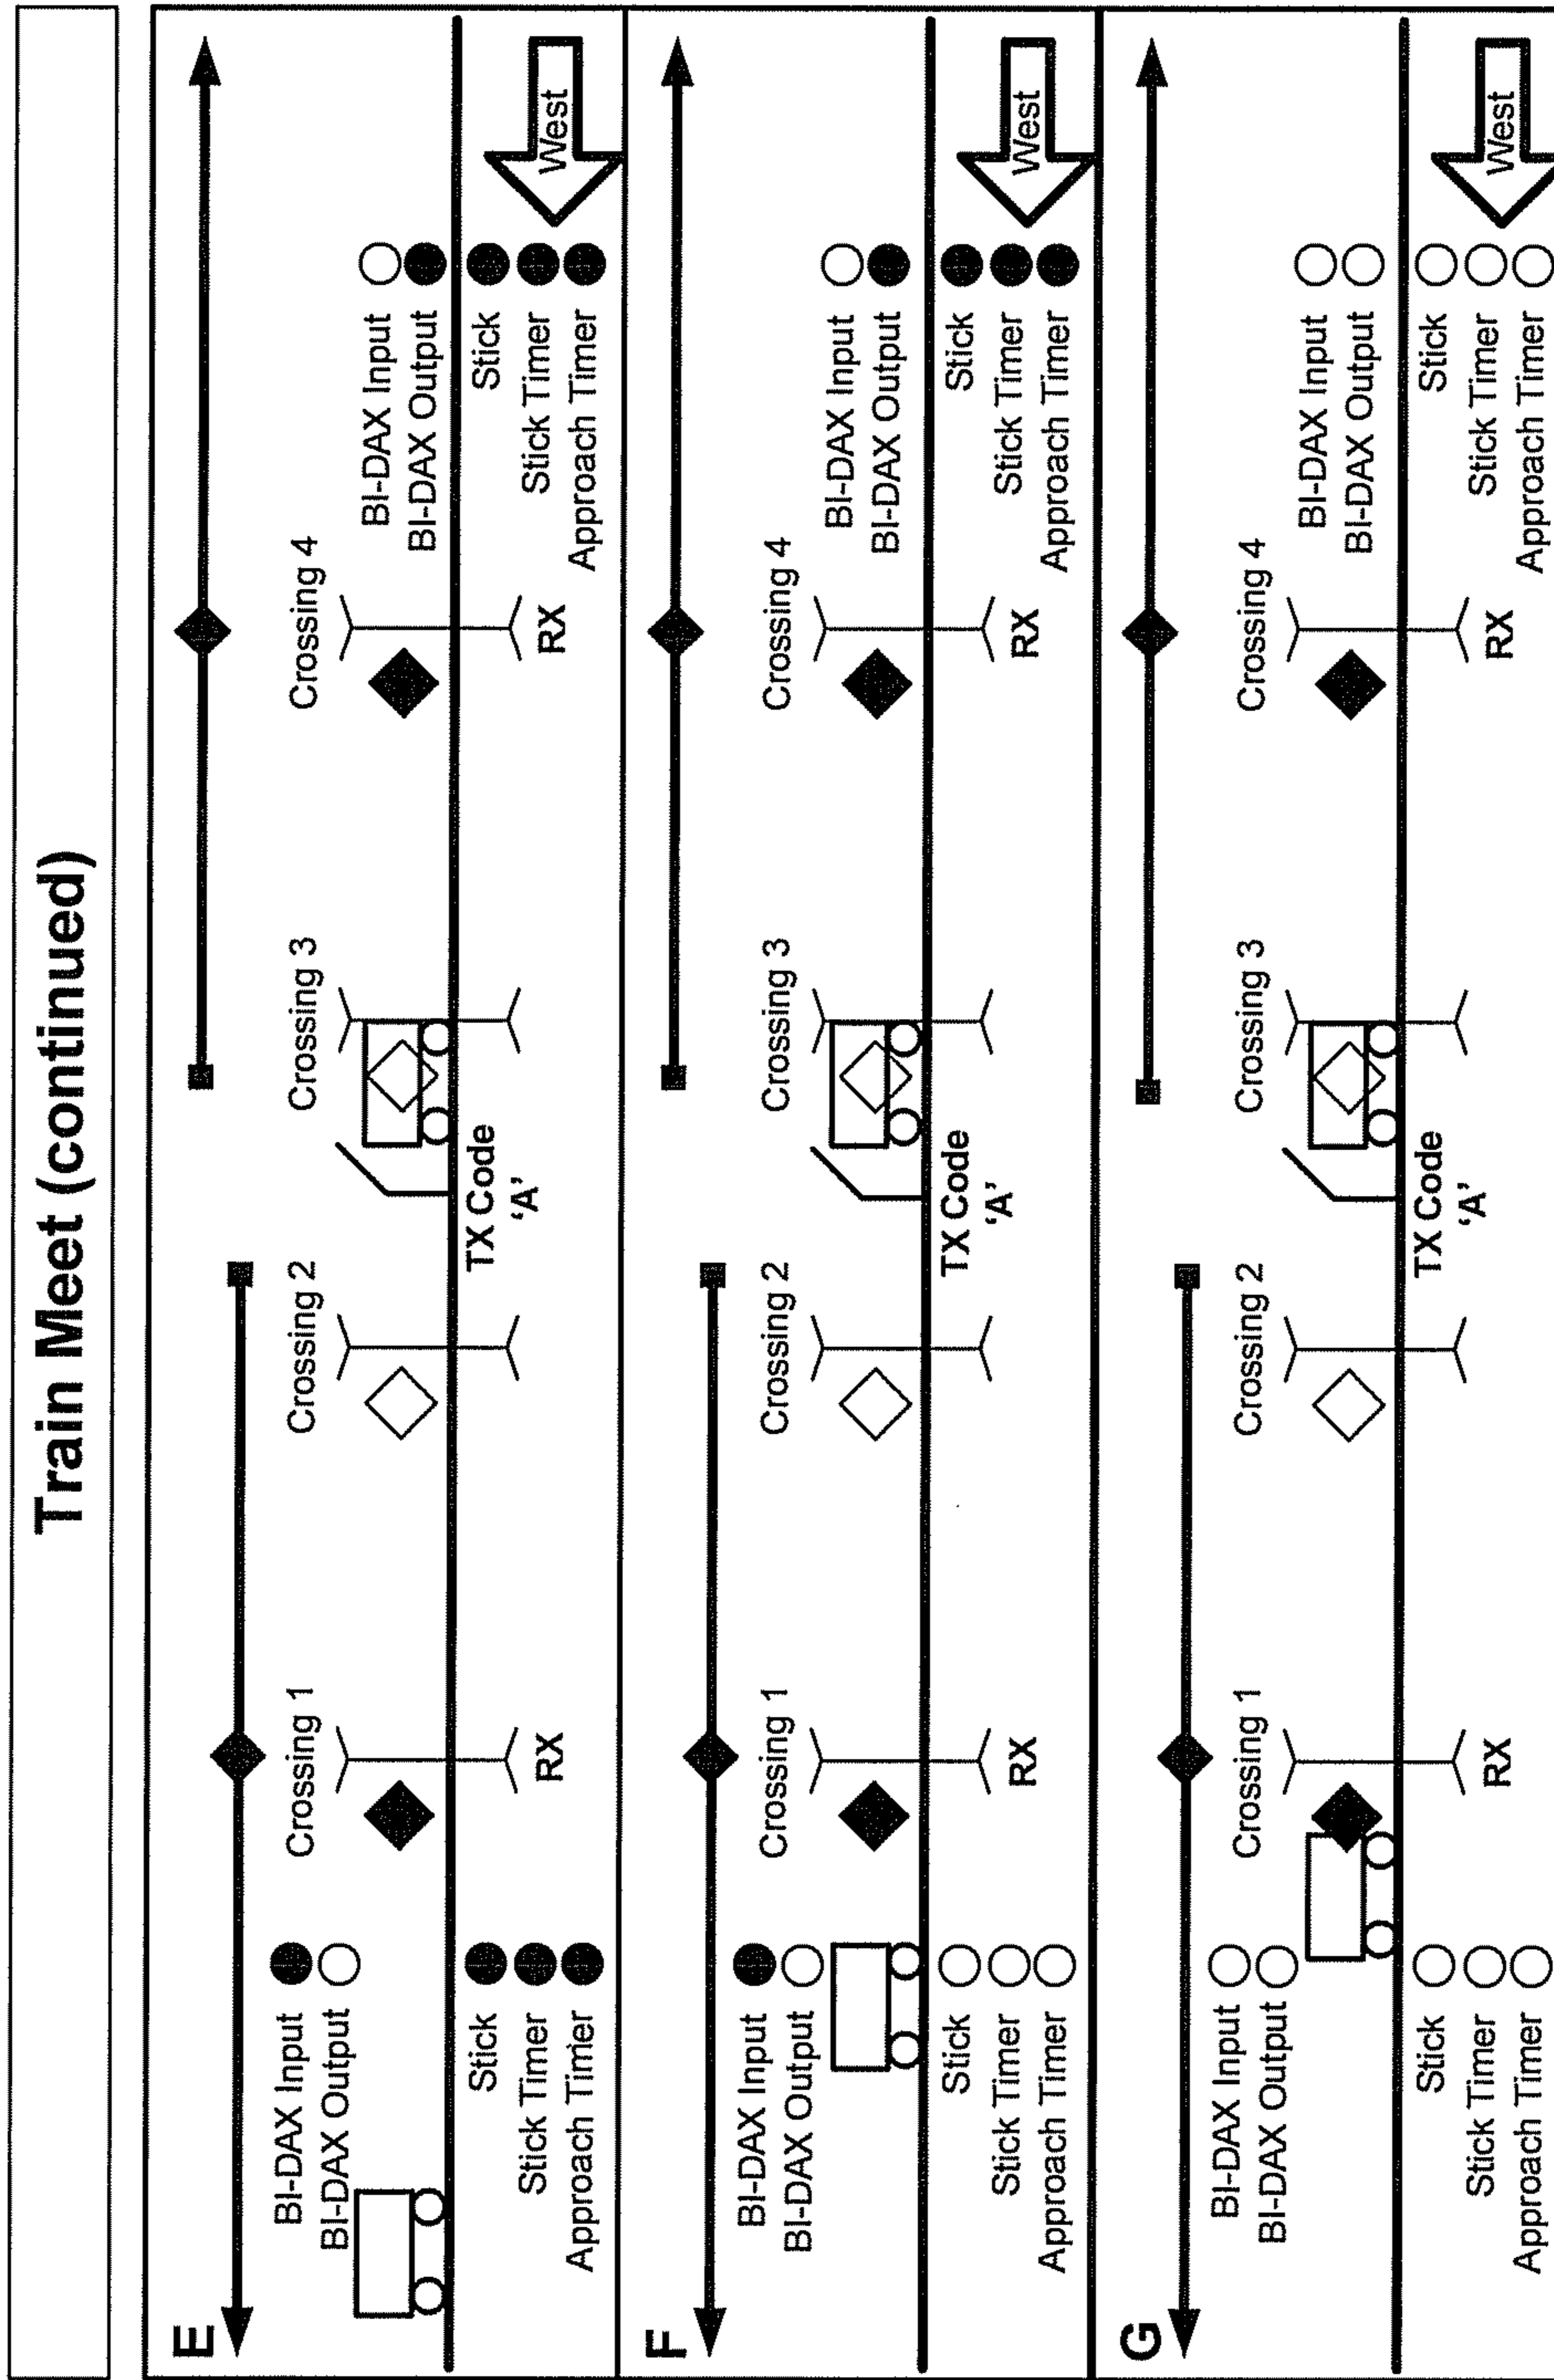 Train Meet (continued)
E
BI-DAX Input
BI-DAX Output
Crossing 1
Crossing 2
Crossing 3
Crossing 4
BI-DAX Input
BI-DAX Output
Stick
Stick Timer
Approach Timer
RX
TX Code
'A'
RX
Stick
Stick Timer
Approach Timer
West
F
BI-DAX Input
BI-DAX Output
Crossing 1
Crossing 2
Crossing 3
Crossing 4
BI-DAX Input
BI-DAX Output
Stick
Stick Timer
Approach Timer
RX
TX Code
'A'
RX
Stick
Stick Timer
Approach Timer
West
G
BI-DAX Input
BI-DAX Output
Crossing 1
Crossing 2
Crossing 3
Crossing 4
BI-DAX Input
BI-DAX Output
Stick
Stick Timer
Approach Timer
RX
TX Code
'A'
RX
Stick
Stick Timer
Approach Timer
West